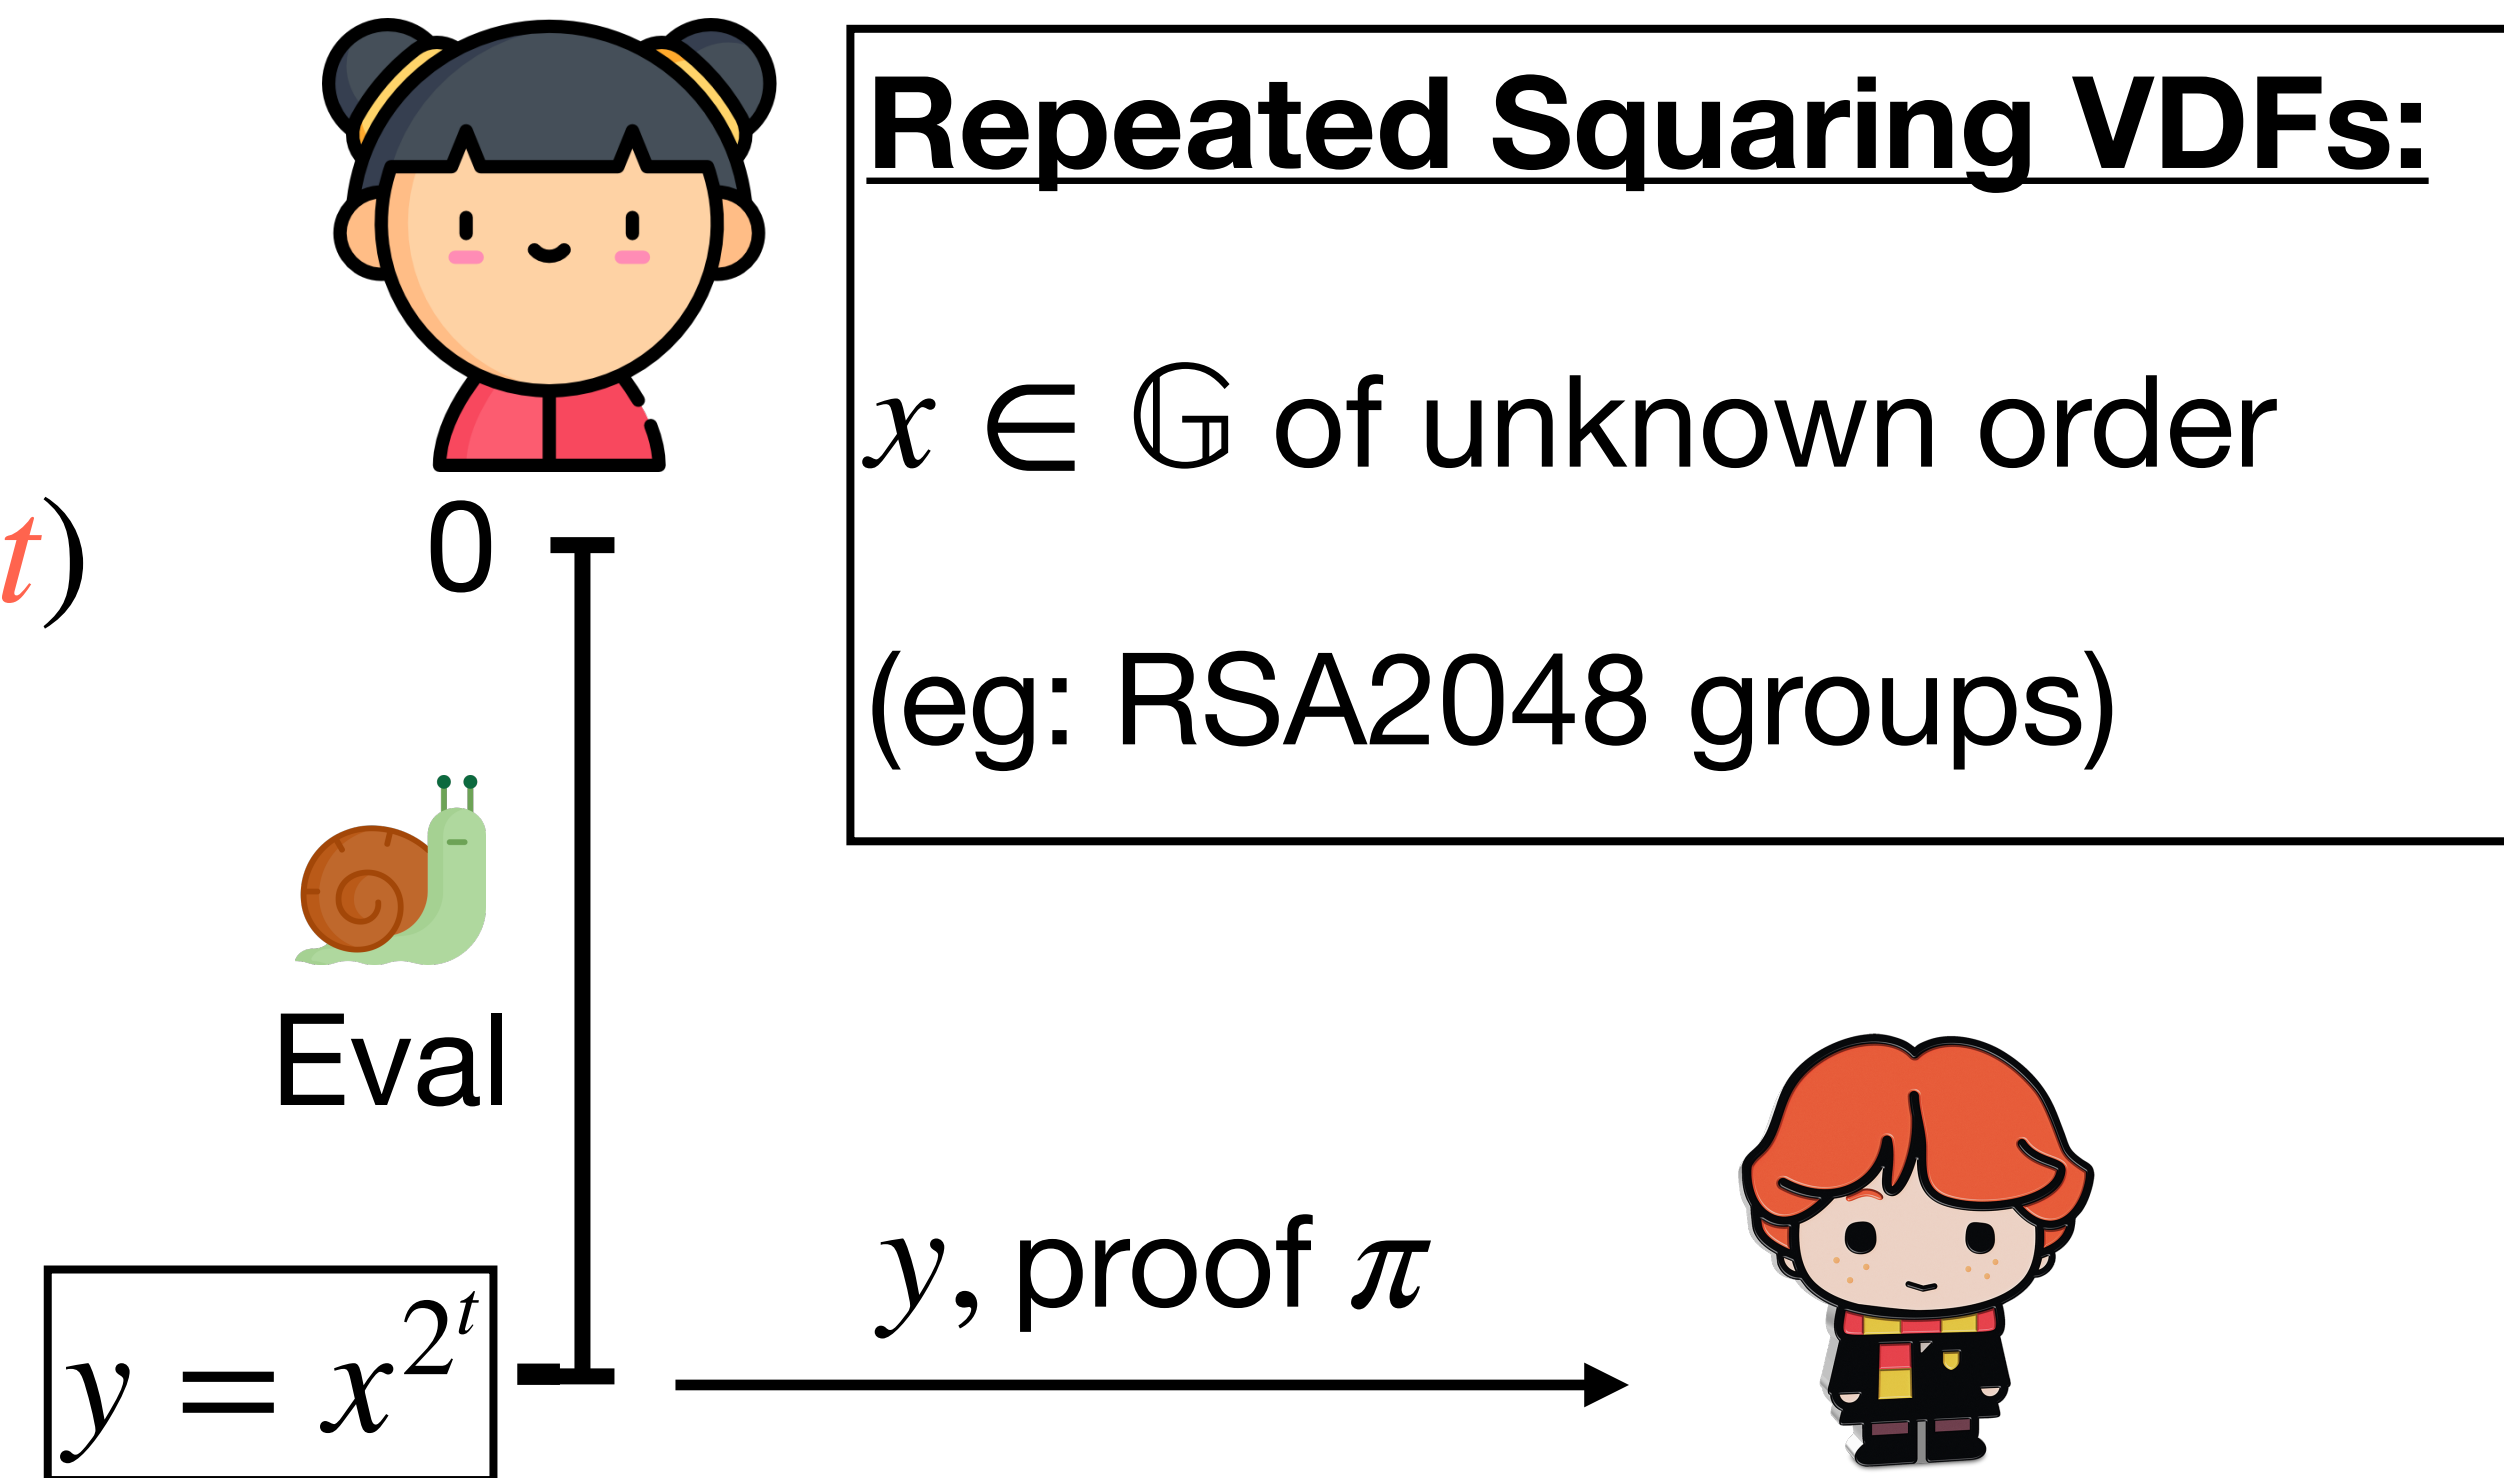 Repeated Squaring VDFs:
x ∈ 𝔾 of unknown order
t)
0
(eg: RSA2048 groups)
Eval
y, proof π
y = x^{2^t}